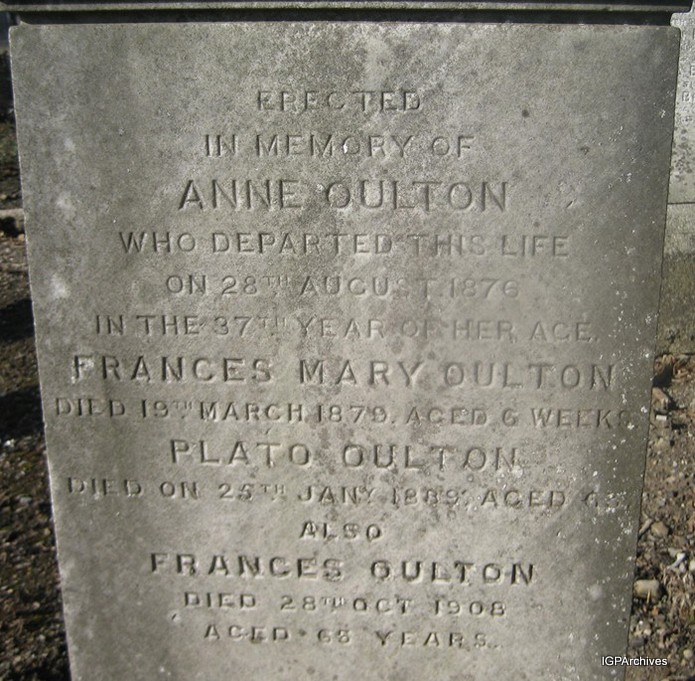 ERECTED
IN MEMORY OF
ANNE OULTON
WHO DEPARTED THIS LIFE
ON 28TH AUGUST 1876
IN THE 37TH YEAR OF HER AGE.
FRANCES MARY OULTON
DIED 19TH MARCH, 1879. AGED 6 WEEKS
PLATO OULTON
DIED ON 25TH JANY 1889. AGED
ALSO
FRANCES OULTON
DIED 28TH OCT 1908
AGED 63 YEARS.
IGPArchives